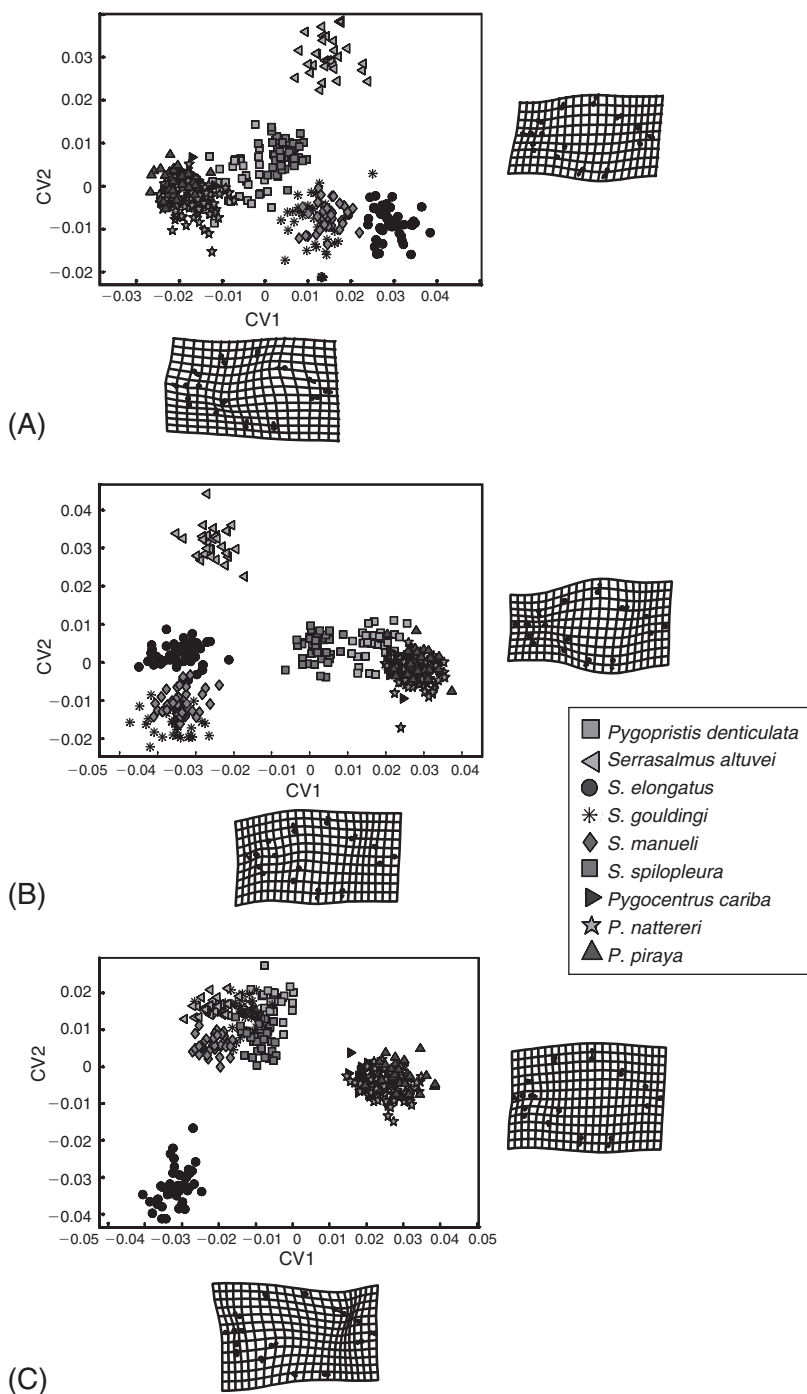 0.03
0.02
0.01
0
−0.01
−0.02
CV2
−0.03 −0.02 −0.01 0 0.01 0.02 0.03 0.04
CV1
(A)
0.04
0.03
0.02
0.01
0
−0.01
−0.02
CV2
−0.05 −0.04 −0.03 −0.02 −0.01 0 0.01 0.02 0.03 0.04
CV1
(B)
Pygopristis denticulata
Serrasalmus altuvei
S. elongatus
S. gouldingi
S. manueli
S. spilopleura
Pygocentrus cariba
P. nattereri
P. piraya
0.02
0.01
0
−0.01
−0.02
−0.03
−0.04
CV2
−0.05 −0.04 −0.03 −0.02 −0.01 0 0.01 0.02 0.03 0.04 0.05
CV1
(C)